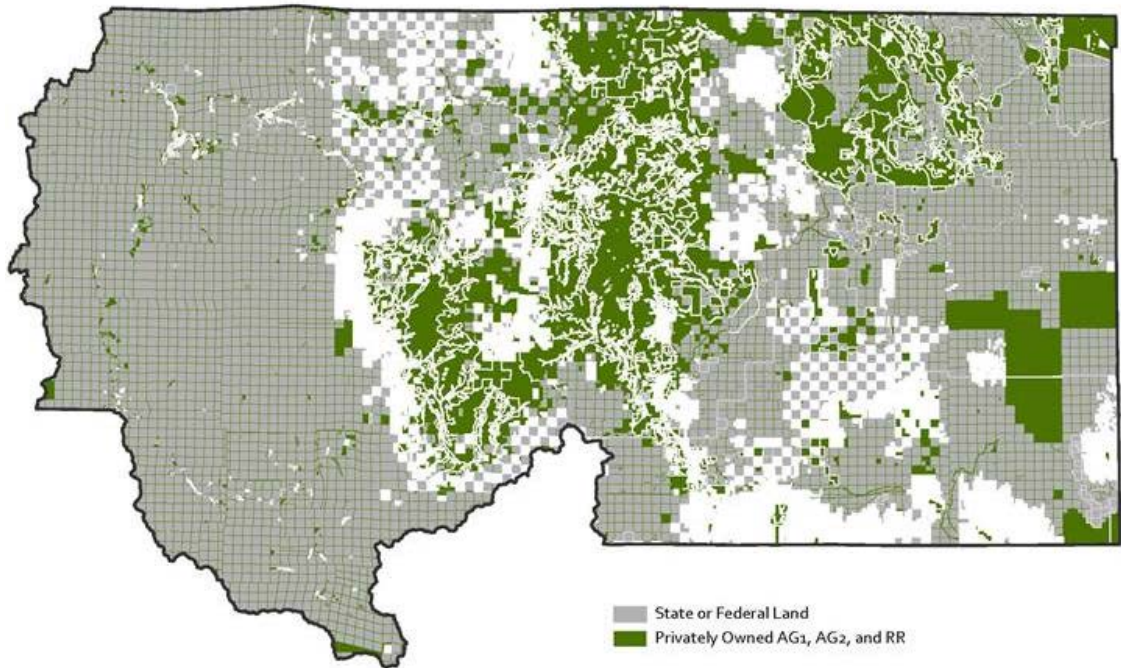 State or Federal Land
Privately Owned AG1, AG2, and RR